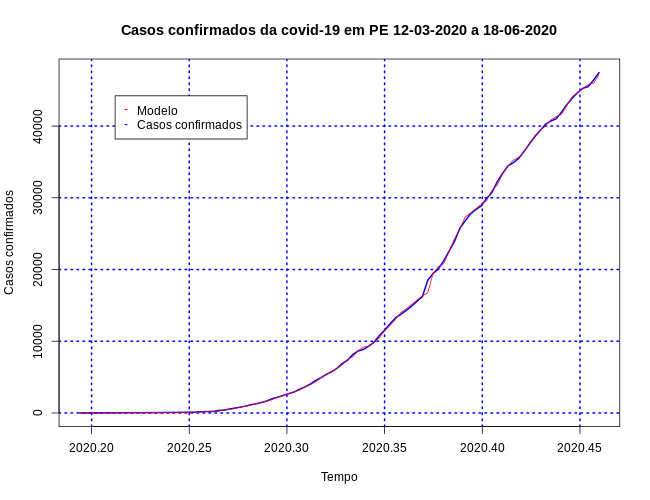 Casos confirmados da covid-19 em PE 12-03-2020 a 18-06-2020
Modelo
Casos confirmados
Casos confirmados
40000
30000
20000
10000
0
2020.20 2020.25 2020.30 2020.35 2020.40 2020.45
Tempo